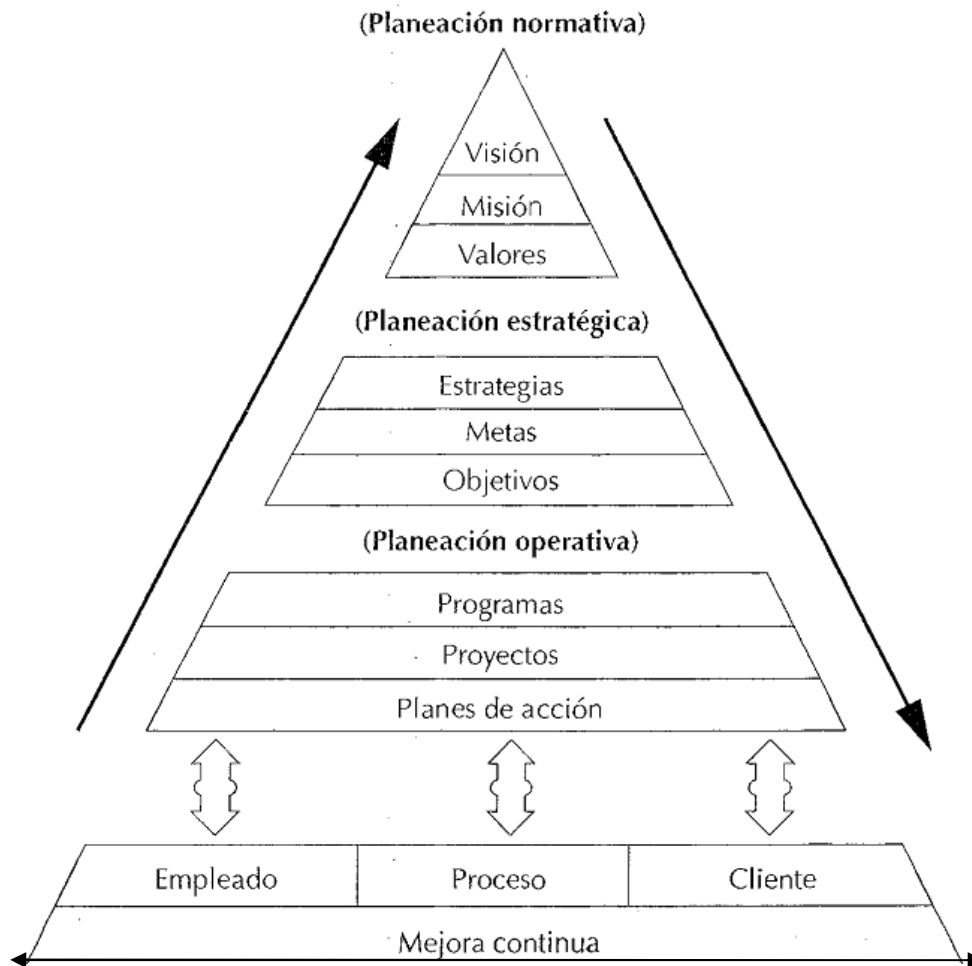 (Planeación normativa)
Visión
Misión
Valores
(Planeación estratégica)
Estrategias
Metas
Objetivos
(Planeación operativa)
Programas
Proyectos
Planes de acción
Empleado Proceso Cliente
Mejora continua